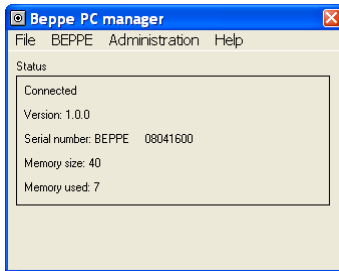 Beppe PC manager
File BEPPE Administration Help
Status
Connected
Version: 1.0.0
Serial number: BEPPE 08041600
Memory size: 40
Memory used: 7